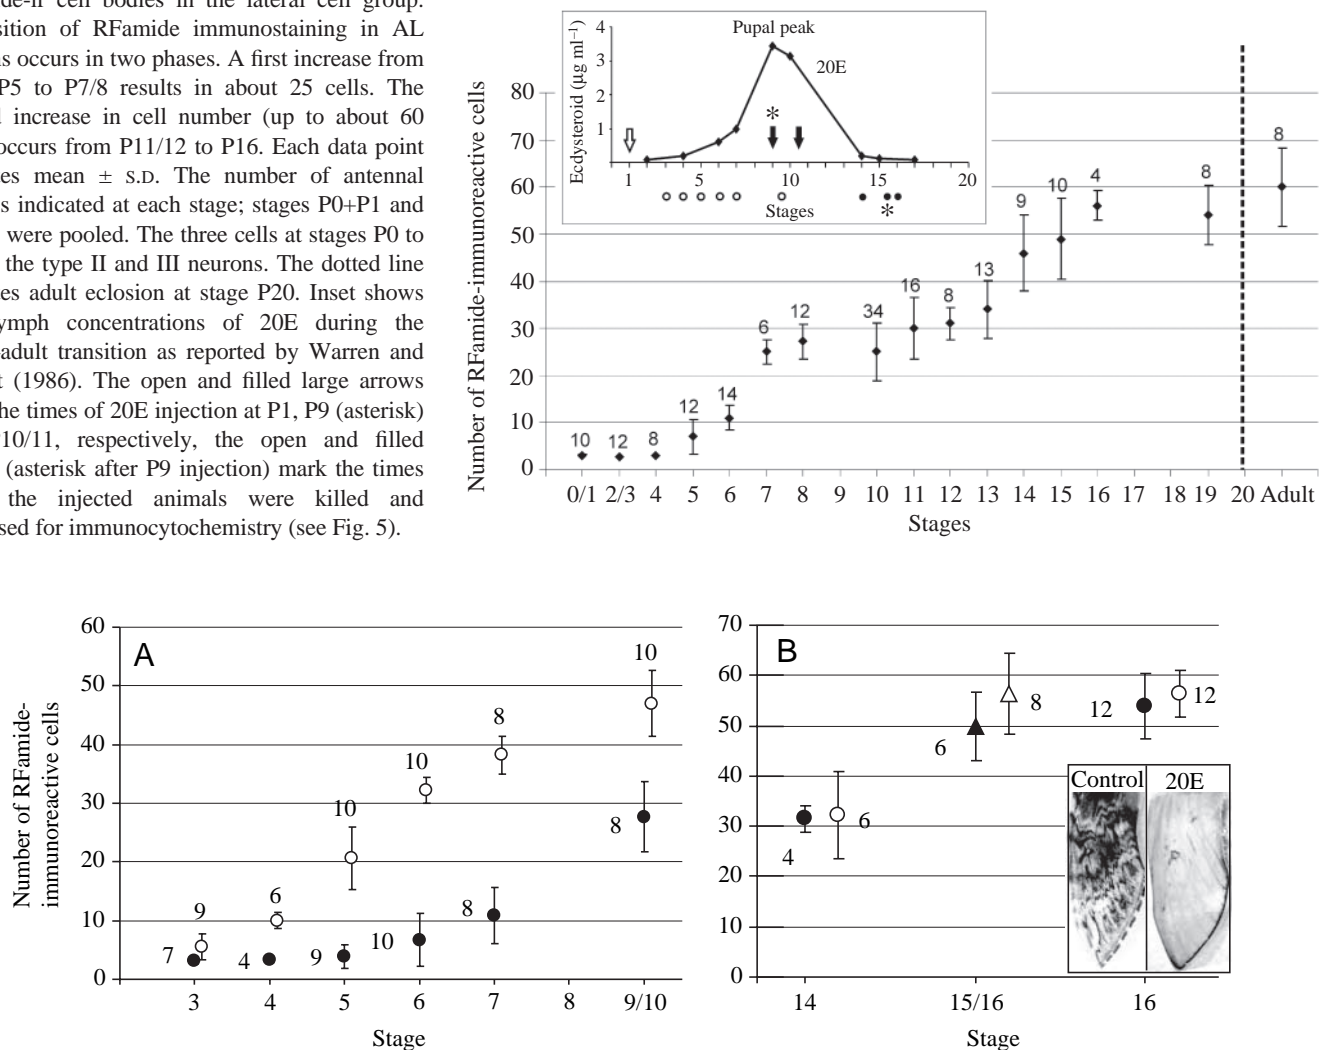 cell bodies in the lateral cell group.
sition of RFamide immunostaining in AL
s occurs in two phases. A first increase from
P5 to P7/8 results in about 25 cells. The
increase in cell number (up to about 60
occurs from P11/12 to P16. Each data point
es mean ± S.D. The number of antennal
s indicated at each stage; stages P0+P1 and
were pooled. The three cells at stages P0 to
the type II and III neurons. The dotted line
es adult eclosion at stage P20. Inset shows
ymph concentrations of 20E during the
adult transition as reported by Warren and
t (1986). The open and filled large arrows
he times of 20E injection at P1, P9 (asterisk)
10/11, respectively, the open and filled
(asterisk after P9 injection) mark the times
the injected animals were killed and
sed for immunocytochemistry (see Fig. 5).
Number of RFamide-immunoreactive cells
80
70
60
50
40
30
20
10
0
10 12 8 12 14 6 12 34 16 8 13 9 10 4 8 8
0/1 2/3 4 5 6 7 8 9 10 11 12 13 14 15 16 17 18 19 20 Adult
Stages
Ecdysteroid (µg ml⁻¹)
4
3
2
1
Pupal peak
20E
*
1 5 10 15 20
Stages
*
A
Number of RFamide-
immunoreactive cells
60
50
40
30
20
10
0
9 6 10 10 8 10
7 4 9 10 8 8
3 4 5 6 7 8 9/10
Stage
B
70
60
50
40
30
20
10
0
4 6 6 8 12 12
Control 20E
14 15/16 16
Stage